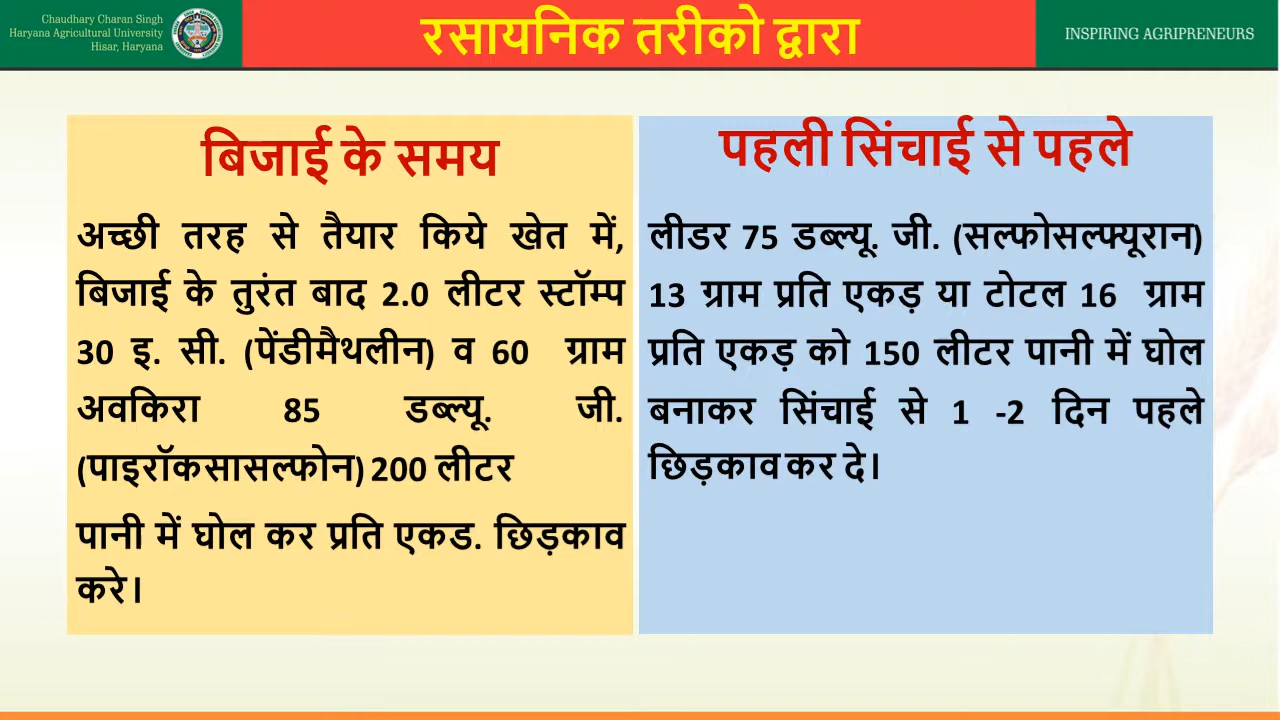 Chaudhary Charan Singh
Haryana Agricultural University
Hisar, Haryana
रसायनिक तरीको द्वारा
INSPIRING AGRIPRENEURS
बिजाई के समय
अच्छी तरह से तैयार किये खेत में,
बिजाई के तुरंत बाद 2.0 लीटर स्टॉम्प
30 इ. सी. (पेंडीमैथलीन) व 60 ग्राम
अवकिरा 85 डब्ल्यू. जी.
(पाइरॉकसासल्फोन) 200 लीटर
पानी में घोल कर प्रति एकड. छिड़काव
करे।
पहली सिंचाई से पहले
लीडर 75 डब्ल्यू. जी. (सल्फोसल्फ्यूरान)
13 ग्राम प्रति एकड़ या टोटल 16 ग्राम
प्रति एकड़ को 150 लीटर पानी में घोल
बनाकर सिंचाई से 1 -2 दिन पहले
छिड़काव कर दे।